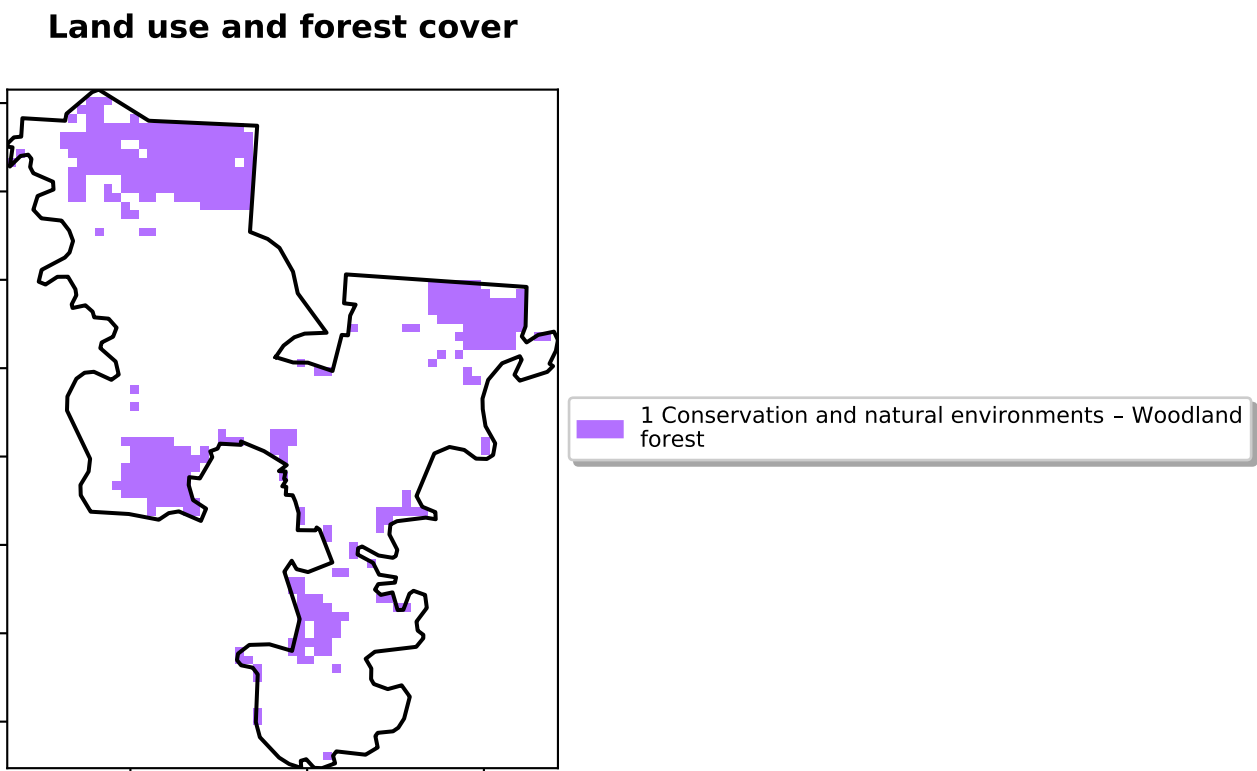 Land use and forest cover
1 Conservation and natural environments – Woodland
forest